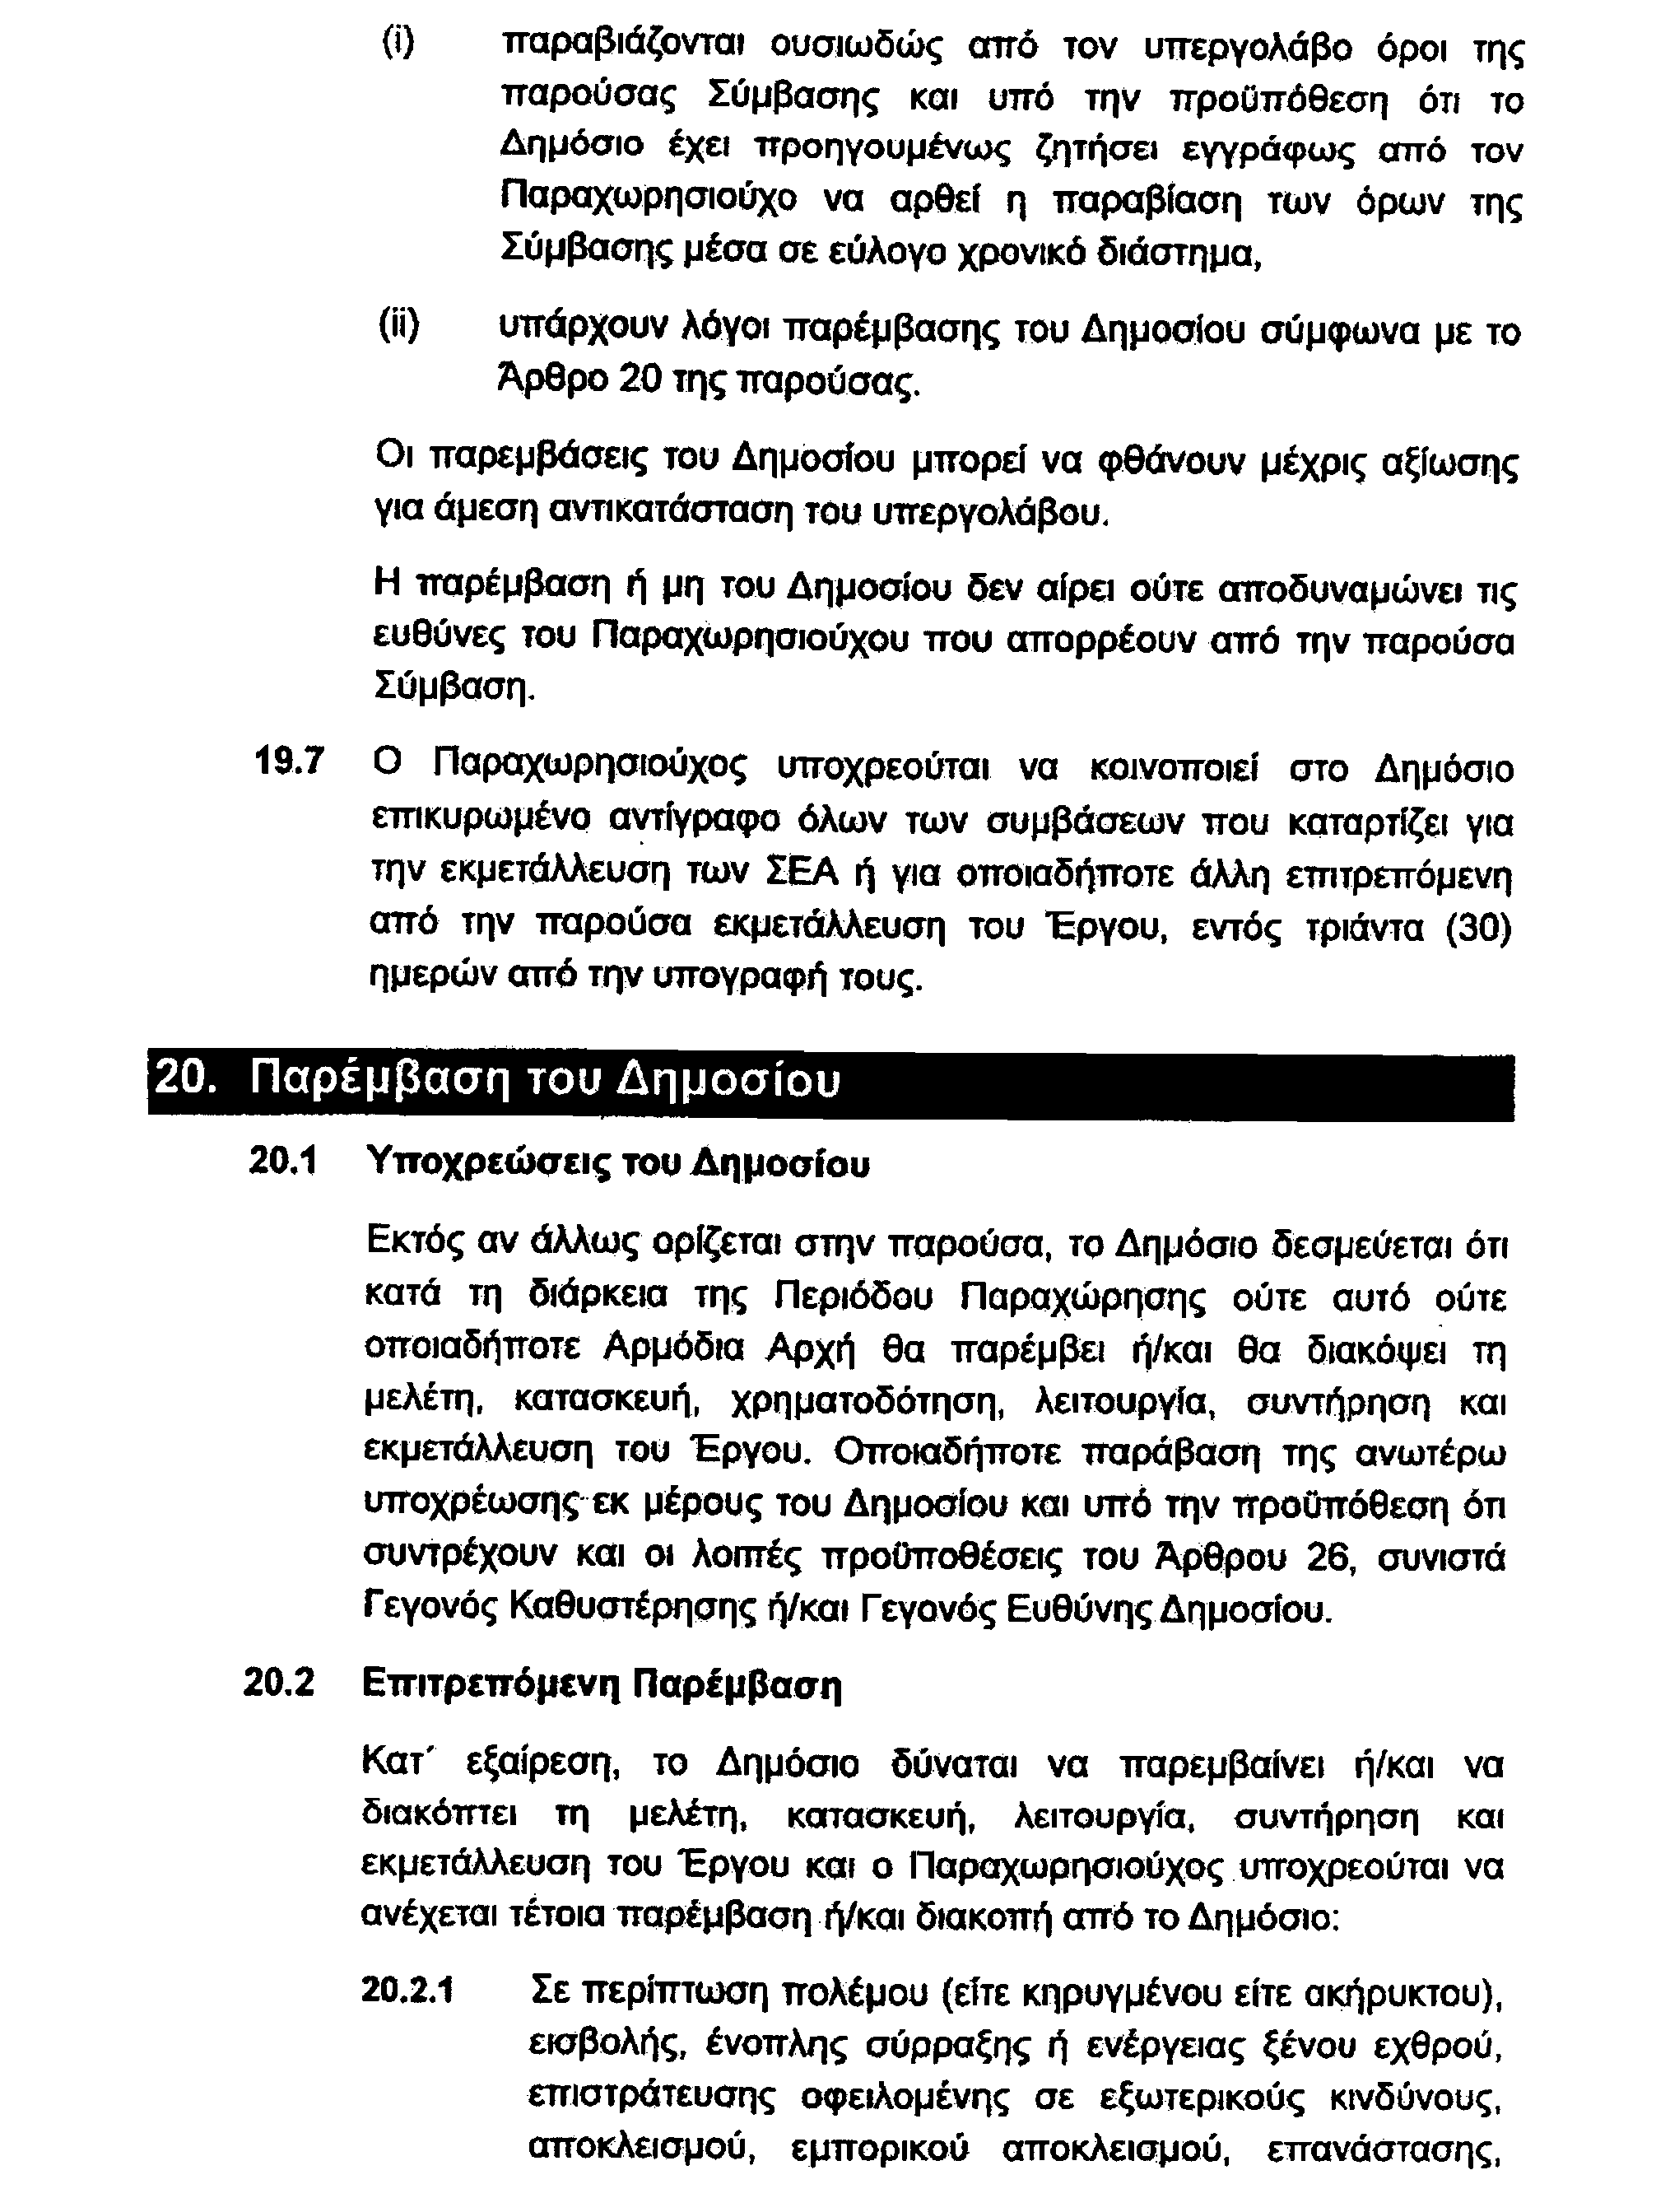 (i) παραβιάζονται ουσιωδώς από τον υπεργολάβο όροι της
παρούσας Σύμβασης και υπό την προϋπόθεση ότι το
Δημόσιο έχει προηγουμένως ζητήσει εγγράφως από τον
Παραχωρησιούχο να αρθεί η παραβίαση των όρων της
Σύμβασης μέσα σε εύλογο χρονικό διάστημα,
(ii) υπάρχουν λόγοι παρέμβασης του Δημοσίου σύμφωνα με το
Άρθρο 20 της παρούσας.
Οι παρεμβάσεις του Δημοσίου μπορεί να φθάνουν μέχρις αξίωσης
για άμεση αντικατάσταση του υπεργολάβου.
Η παρέμβαση ή μη του Δημοσίου δεν αίρει ούτε αποδυναμώνει τις
ευθύνες του Παραχωρησιούχου που απορρέουν από την παρούσα
Σύμβαση.
19.7 Ο Παραχωρησιούχος υποχρεούται να κοινοποιεί στο Δημόσιο
επικυρωμένο αντίγραφο όλων των συμβάσεων που καταρτίζει για
την εκμετάλλευση των ΣΕΑ ή για οποιαδήποτε άλλη επιτρεπόμενη
από την παρούσα εκμετάλλευση του Έργου, εντός τριάντα (30)
ημερών από την υπογραφή τους.
20. Παρέμβαση του Δημοσίου
20.1 Υποχρεώσεις του Δημοσίου
Εκτός αν άλλως ορίζεται στην παρούσα, το Δημόσιο δεσμεύεται ότι
κατά τη διάρκεια της Περιόδου Παραχώρησης ούτε αυτό ούτε
οποιαδήποτε Αρμόδια Αρχή θα παρέμβει ή/και θα διακόψει τη
μελέτη, κατασκευή, χρηματοδότηση, λειτουργία, συντήρηση και
εκμετάλλευση του Έργου. Οποιαδήποτε παράβαση της ανωτέρω
υποχρέωσης εκ μέρους του Δημοσίου και υπό την προϋπόθεση ότι
συντρέχουν και οι λοιπές προϋποθέσεις του Άρθρου 26, συνιστά
Γεγονός Καθυστέρησης ή/και Γεγονός Ευθύνης Δημοσίου.
20.2 Επιτρεπόμενη Παρέμβαση
Κατ' εξαίρεση, το Δημόσιο δύναται να παρεμβαίνει ή/και να
διακόπτει τη μελέτη, κατασκευή, λειτουργία, συντήρηση και
εκμετάλλευση του Έργου και ο Παραχωρησιούχος υποχρεούται να
ανέχεται τέτοια παρέμβαση ή/και διακοπή από το Δημόσιο:
20.2.1 Σε περίπτωση πολέμου (είτε κηρυγμένου είτε ακήρυκτου),
εισβολής, ένοπλης σύρραξης ή ενέργειας ξένου εχθρού,
επιστράτευσης οφειλομένης σε εξωτερικούς κινδύνους,
αποκλεισμού, εμπορικού αποκλεισμού, επανάστασης,